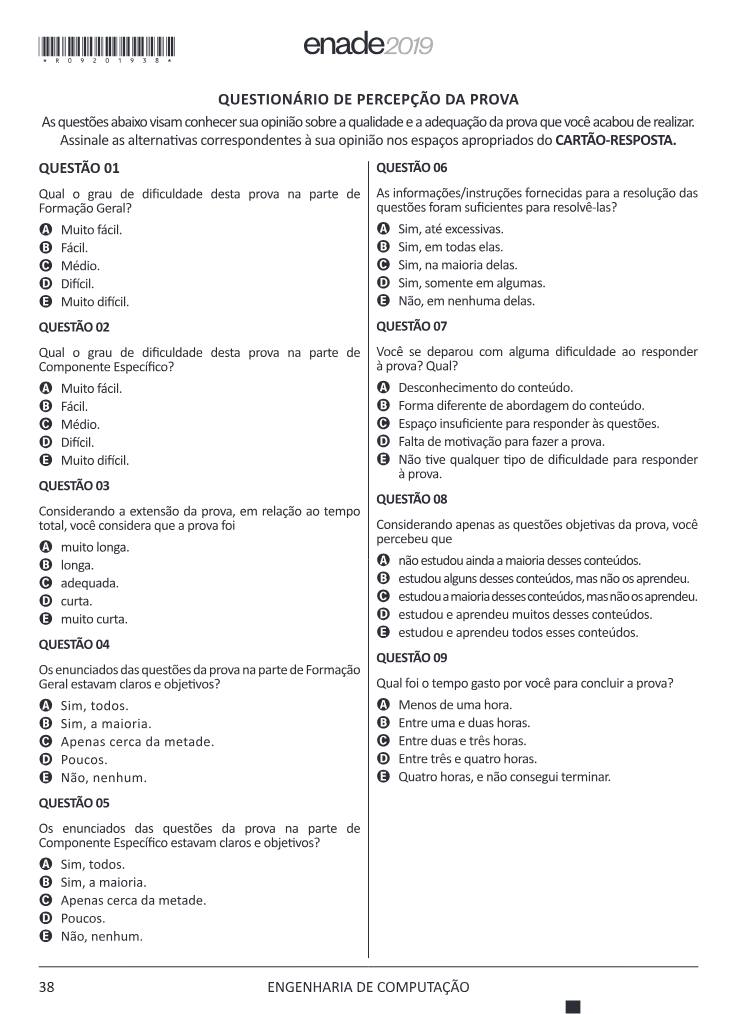 *R0920193 8*
enade2019
QUESTIONÁRIO DE PERCEPÇÃO DA PROVA
As questões abaixo visam conhecer sua opinião sobre a qualidade e a adequação da prova que você acabou de realizar.
Assinale as alternativas correspondentes à sua opinião nos espaços apropriados do CARTÃO-RESPOSTA.
QUESTÃO 01
Qual o grau de dificuldade desta prova na parte de
Formação Geral?
A Muito fácil.
B Fácil.
C Médio.
D Difícil.
E Muito difícil.
QUESTÃO 02
Qual o grau de dificuldade desta prova na parte de
Componente Específico?
A Muito fácil.
B Fácil.
C Médio.
D Difícil.
E Muito difícil.
QUESTÃO 03
Considerando a extensão da prova, em relação ao tempo
total, você considera que a prova foi
A muito longa.
B longa.
C adequada.
D curta.
E muito curta.
QUESTÃO 04
Os enunciados das questões da prova na parte de Formação
Geral estavam claros e objetivos?
A Sim, todos.
B Sim, a maioria.
C Apenas cerca da metade.
D Poucos.
E Não, nenhum.
QUESTÃO 05
Os enunciados das questões da prova na parte de
Componente Específico estavam claros e objetivos?
A Sim, todos.
B Sim, a maioria.
C Apenas cerca da metade.
D Poucos.
E Não, nenhum.
QUESTÃO 06
As informações/instruções fornecidas para a resolução das
questões foram suficientes para resolvê-las?
A Sim, até excessivas.
B Sim, em todas elas.
C Sim, na maioria delas.
D Sim, somente em algumas.
E Não, em nenhuma delas.
QUESTÃO 07
Você se deparou com alguma dificuldade ao responder
à prova? Qual?
A Desconhecimento do conteúdo.
B Forma diferente de abordagem do conteúdo.
C Espaço insuficiente para responder às questões.
D Falta de motivação para fazer a prova.
E Não tive qualquer tipo de dificuldade para responder
à prova.
QUESTÃO 08
Considerando apenas as questões objetivas da prova, você
percebeu que
A não estudou ainda a maioria desses conteúdos.
B estudou alguns desses conteúdos, mas não os aprendeu.
C estudou a maioria desses conteúdos, mas não os aprendeu.
D estudou e aprendeu muitos desses conteúdos.
E estudou e aprendeu todos esses conteúdos.
QUESTÃO 09
Qual foi o tempo gasto por você para concluir a prova?
A Menos de uma hora.
B Entre uma e duas horas.
C Entre duas e três horas.
D Entre três e quatro horas.
E Quatro horas, e não consegui terminar.
38
ENGENHARIA DE COMPUTAÇÃO